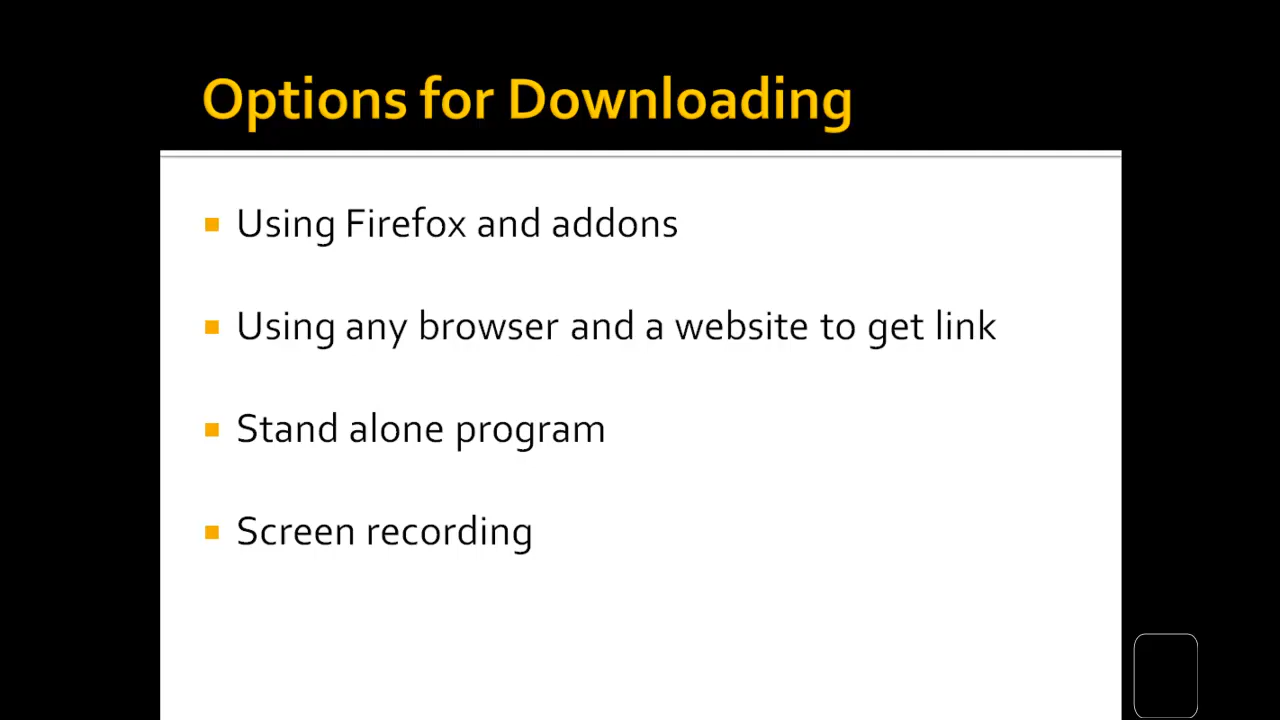 Options for Downloading
Using Firefox and addons
Using any browser and a website to get link
Stand alone program
Screen recording